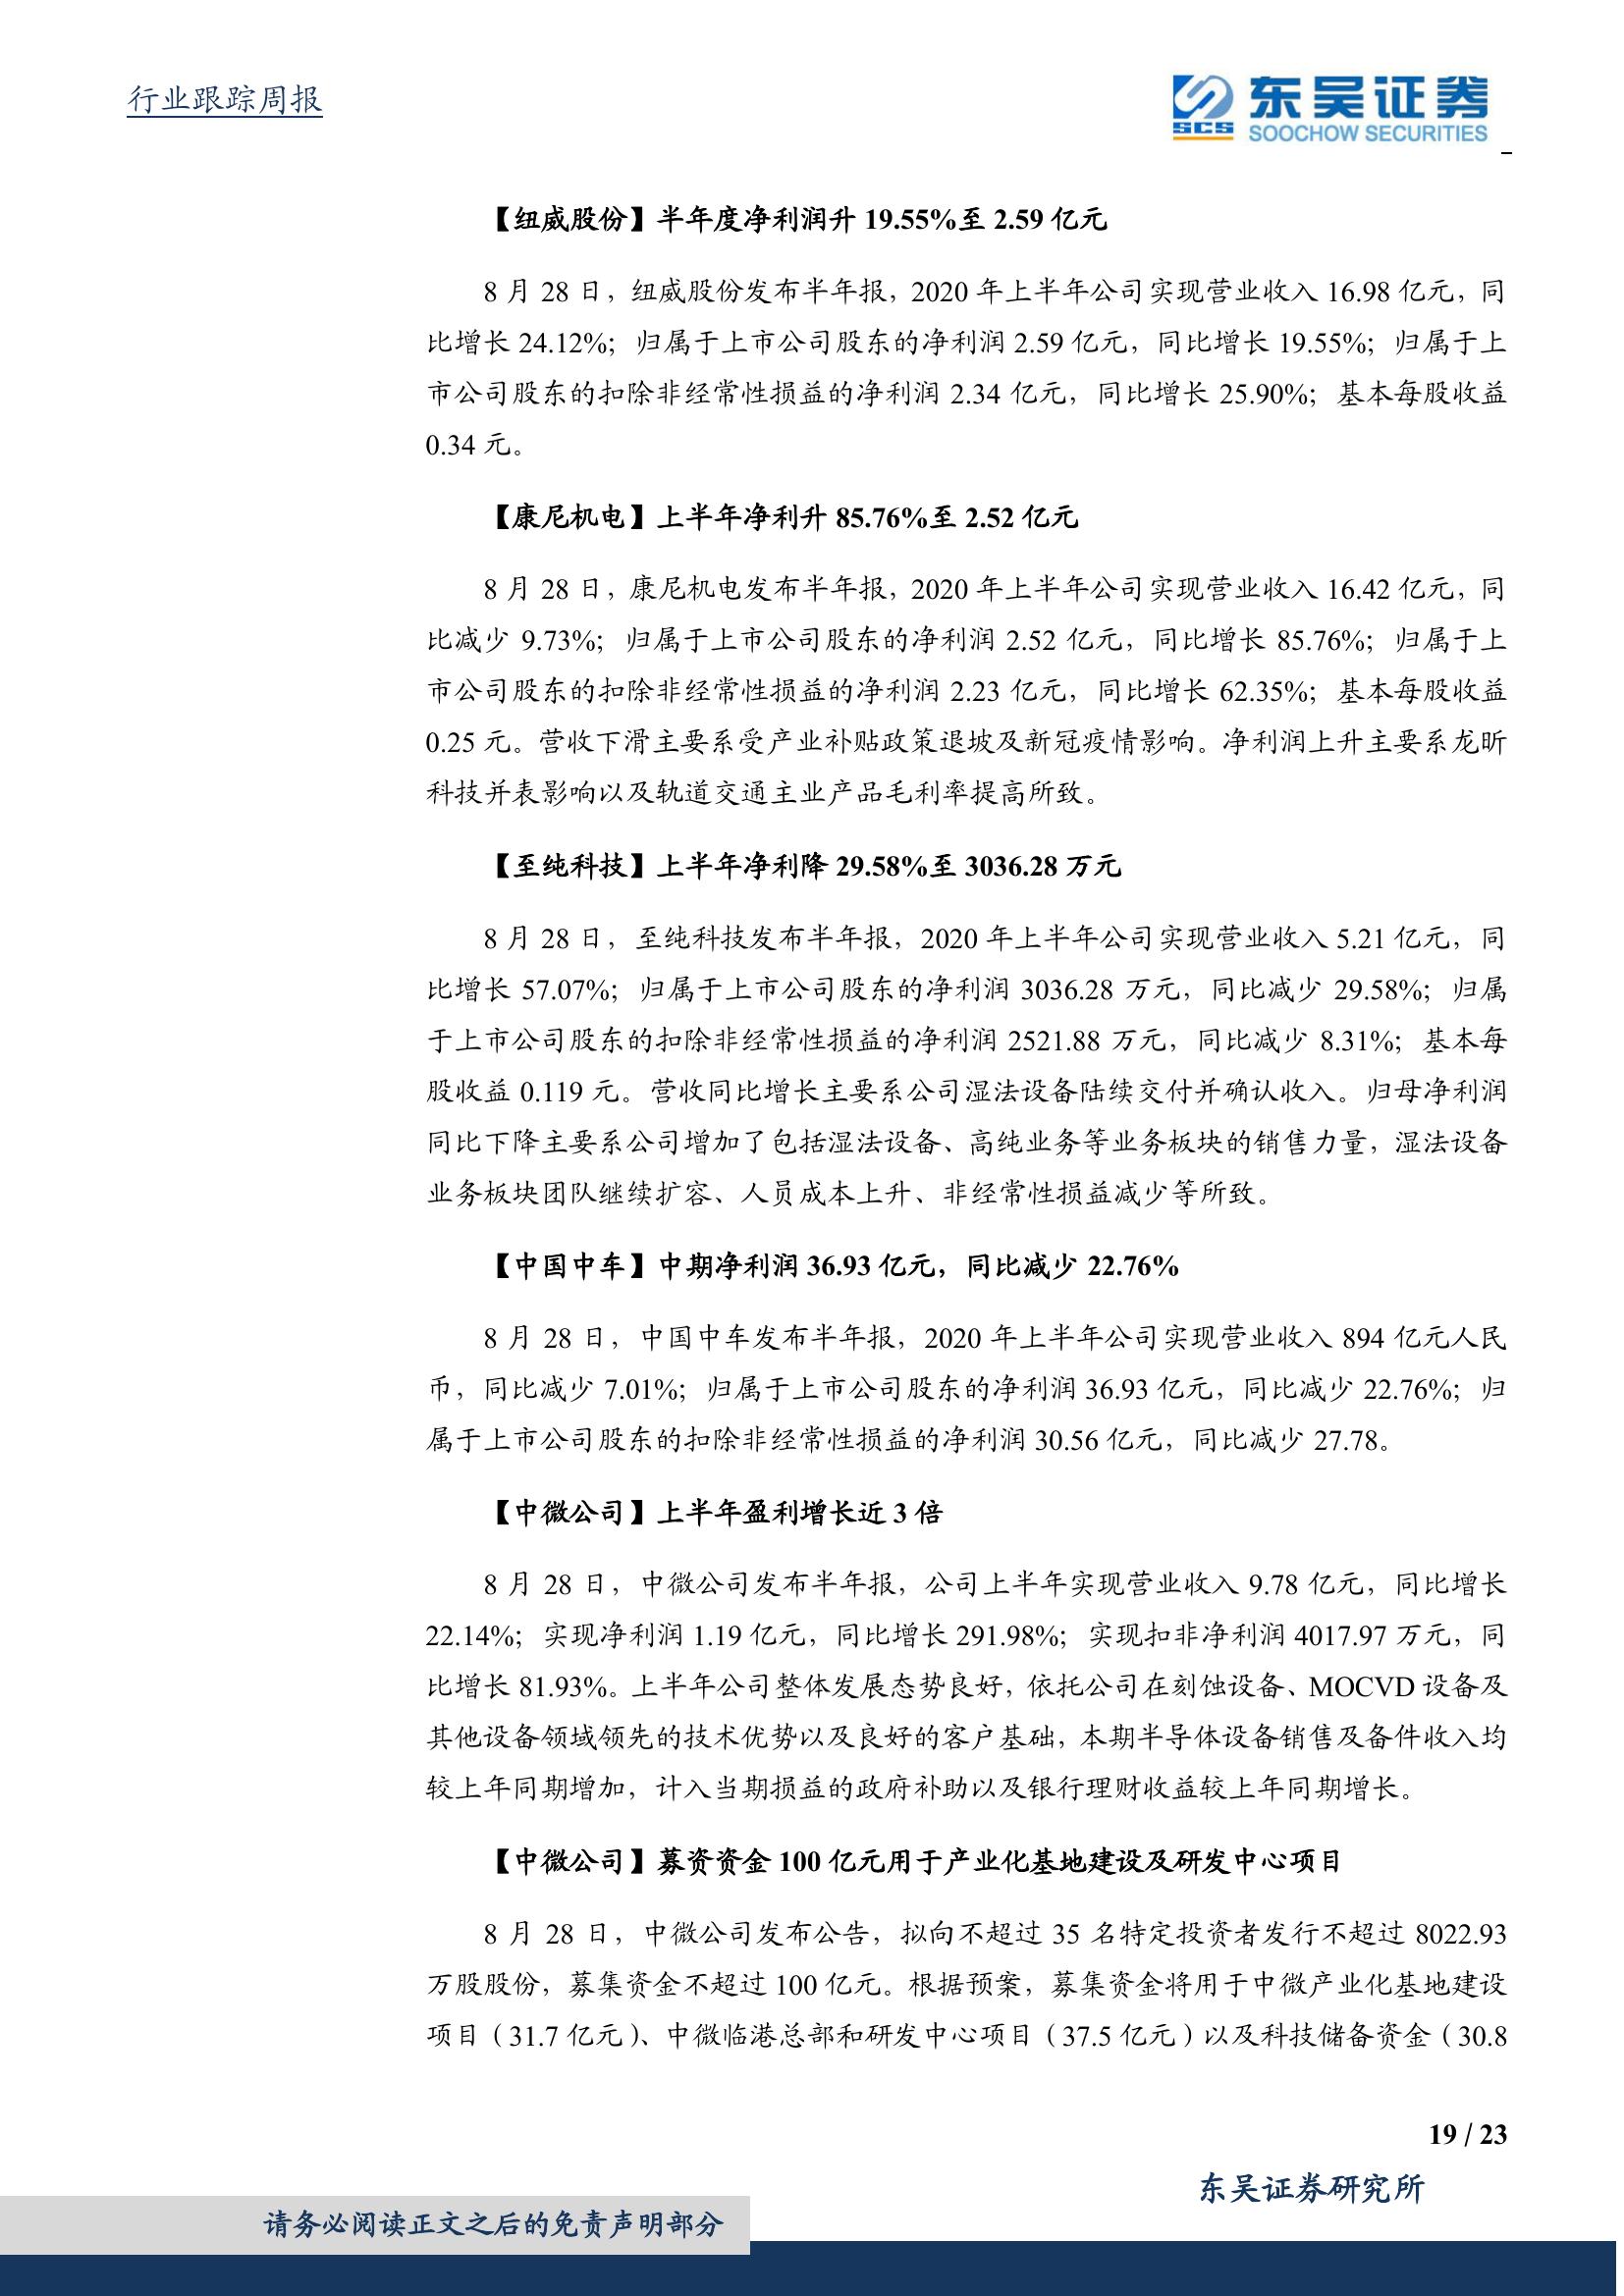 行业跟踪周报
SCS
东吴证券
SOOCHOW SECURITIES
【纽威股份】半年度净利润升 19.55%至 2.59 亿元
8 月 28 日，纽威股份发布半年报，2020 年上半年公司实现营业收入 16.98 亿元，同
比增长 24.12%；归属于上市公司股东的净利润 2.59 亿元，同比增长 19.55%；归属于上
市公司股东的扣除非经常性损益的净利润 2.34 亿元，同比增长 25.90%；基本每股收益
0.34 元。
【康尼机电】上半年净利升 85.76%至 2.52 亿元
8 月 28 日，康尼机电发布半年报，2020 年上半年公司实现营业收入 16.42 亿元，同
比减少 9.73%；归属于上市公司股东的净利润 2.52 亿元，同比增长 85.76%；归属于上
市公司股东的扣除非经常性损益的净利润 2.23 亿元，同比增长 62.35%；基本每股收益
0.25 元。营收下滑主要系受产业补贴政策退坡及新冠疫情影响。净利润上升主要系龙昕
科技并表影响以及轨道交通主业产品毛利率提高所致。
【至纯科技】上半年净利降 29.58%至 3036.28 万元
8 月 28 日，至纯科技发布半年报，2020 年上半年公司实现营业收入 5.21 亿元，同
比增长 57.07%；归属于上市公司股东的净利润 3036.28 万元，同比减少 29.58%；归属
于上市公司股东的扣除非经常性损益的净利润 2521.88 万元，同比减少 8.31%；基本每
股收益 0.119 元。营收同比增长主要系公司湿法设备陆续交付并确认收入。归母净利润
同比下降主要系公司增加了包括湿法设备、高纯业务等业务板块的销售力量，湿法设备
业务板块团队继续扩容、人员成本上升、非经常性损益减少等所致。
【中国中车】中期净利润 36.93 亿元，同比减少 22.76%
8 月 28 日，中国中车发布半年报，2020 年上半年公司实现营业收入 894 亿元人民
币，同比减少 7.01%；归属于上市公司股东的净利润 36.93 亿元，同比减少 22.76%；归
属于上市公司股东的扣除非经常性损益的净利润 30.56 亿元，同比减少 27.78。
【中微公司】上半年盈利增长近 3 倍
8 月 28 日，中微公司发布半年报，公司上半年实现营业收入 9.78 亿元，同比增长
22.14%；实现净利润 1.19 亿元，同比增长 291.98%；实现扣非净利润 4017.97 万元，同
比增长 81.93%。上半年公司整体发展态势良好，依托公司在刻蚀设备、MOCVD 设备及
其他设备领域领先的技术优势以及良好的客户基础，本期半导体设备销售及备件收入均
较上年同期增加，计入当期损益的政府补助以及银行理财收益较上年同期增长。
【中微公司】募资资金 100 亿元用于产业化基地建设及研发中心项目
8 月 28 日，中微公司发布公告，拟向不超过 35 名特定投资者发行不超过 8022.93
万股股份，募集资金不超过 100 亿元。根据预案，募集资金将用于中微产业化基地建设
项目（31.7 亿元）、中微临港总部和研发中心项目（37.5 亿元）以及科技储备资金（30.8
19 / 23
东吴证券研究所
请务必阅读正文之后的免责声明部分